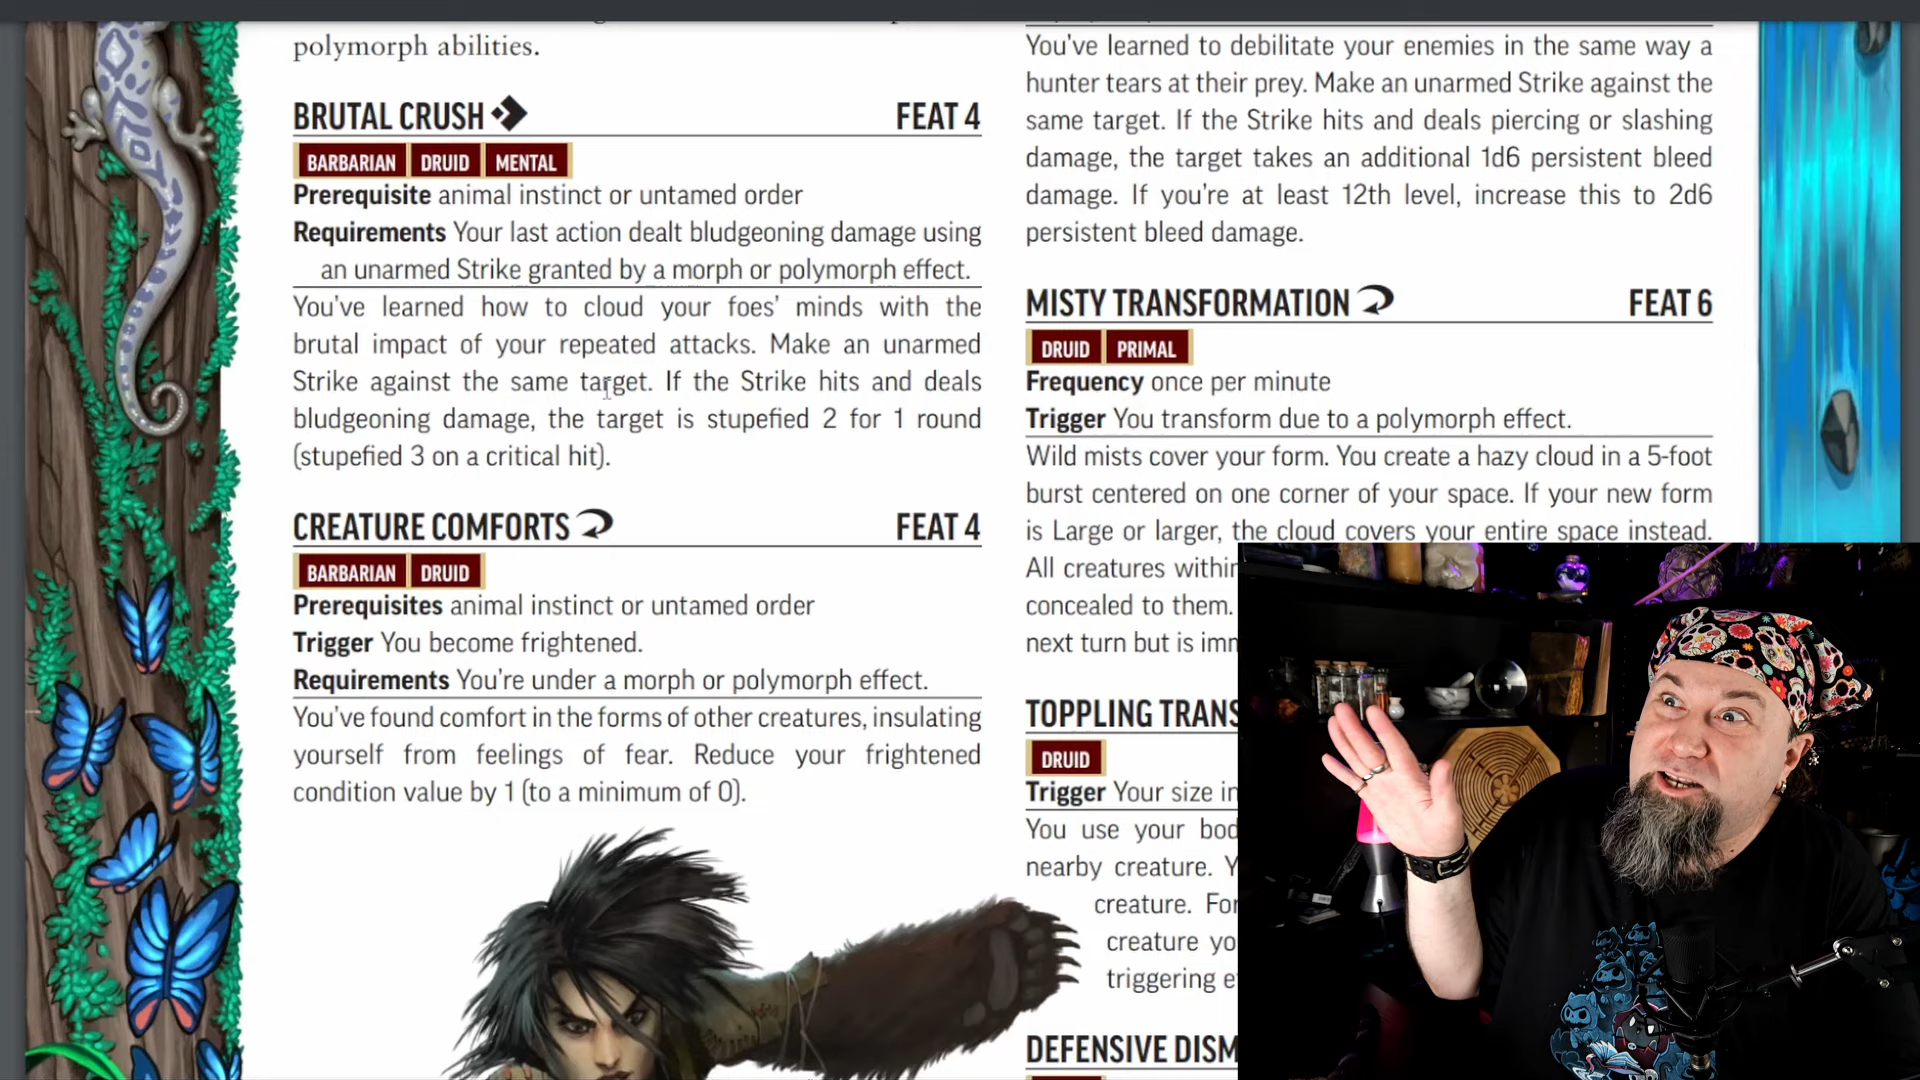 polymorph abilities.
BRUTAL CRUSH FEAT 4
BARBARIAN DRUID MENTAL
Prerequisite animal instinct or untamed order
Requirements Your last action dealt bludgeoning damage using
an unarmed Strike granted by a morph or polymorph effect.
You've learned how to cloud your foes' minds with the
brutal impact of your repeated attacks. Make an unarmed
Strike against the same target. If the Strike hits and deals
bludgeoning damage, the target is stupefied 2 for 1 round
(stupefied 3 on a critical hit).
CREATURE COMFORTS FEAT 4
BARBARIAN DRUID
Prerequisites animal instinct or untamed order
Trigger You become frightened.
Requirements You're under a morph or polymorph effect.
You've found comfort in the forms of other creatures, insulating
yourself from feelings of fear. Reduce your frightened
condition value by 1 (to a minimum of 0).
You've learned to debilitate your enemies in the same way a
hunter tears at their prey. Make an unarmed Strike against the
same target. If the Strike hits and deals piercing or slashing
damage, the target takes an additional 1d6 persistent bleed
damage. If you're at least 12th level, increase this to 2d6
persistent bleed damage.
MISTY TRANSFORMATION FEAT 6
DRUID PRIMAL
Frequency once per minute
Trigger You transform due to a polymorph effect.
Wild mists cover your form. You create a hazy cloud in a 5-foot
burst centered on one corner of your space. If your new form
is Large or larger, the cloud covers your entire space instead.
All creatures within
concealed to them.
next turn but is imm
TOPPLING TRANS
DRUID
Trigger Your size in
You use your bod
nearby creature. Y
creature. For
creature yo
triggering e
DEFENSIVE DISM